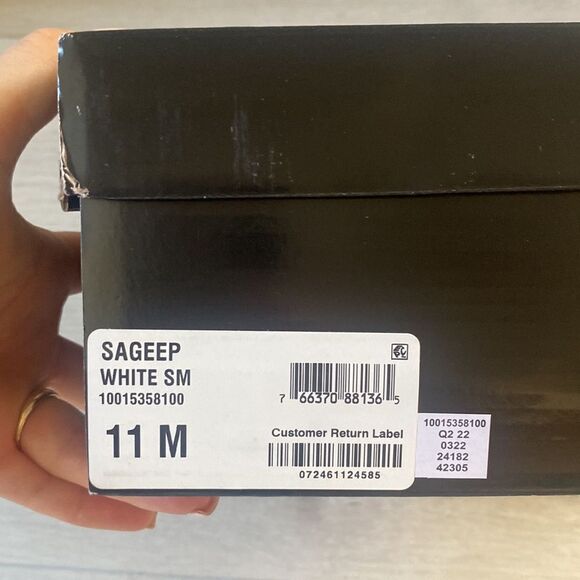 SAGEEP
WHITE SM
10015358100
11 M
7 66370 88136 5
Customer Return Label
072461124585
10015358100
Q2 22
0322
24182
42305